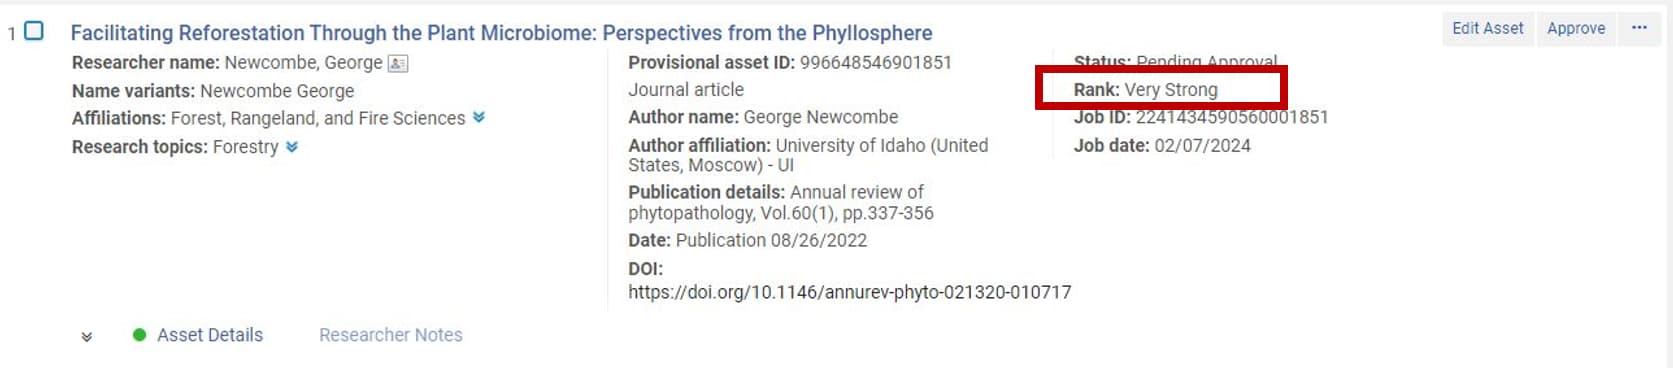 1 Facilitating Reforestation Through the Plant Microbiome: Perspectives from the Phyllosphere
Edit Asset Approve ...
Researcher name: Newcombe, George
Name variants: Newcombe George
Affiliations: Forest, Rangeland, and Fire Sciences
Research topics: Forestry
Provisional asset ID: 996648546901851
Journal article
Author name: George Newcombe
Author affiliation: University of Idaho (United
States, Moscow) - UI
Publication details: Annual review of
phytopathology, Vol.60(1), pp.337-356
Date: Publication 08/26/2022
DOI:
https://doi.org/10.1146/annurev-phyto-021320-010717
Status: Pending Approval
Rank: Very Strong
Job ID: 2241434590560001851
Job date: 02/07/2024
Asset Details Researcher Notes